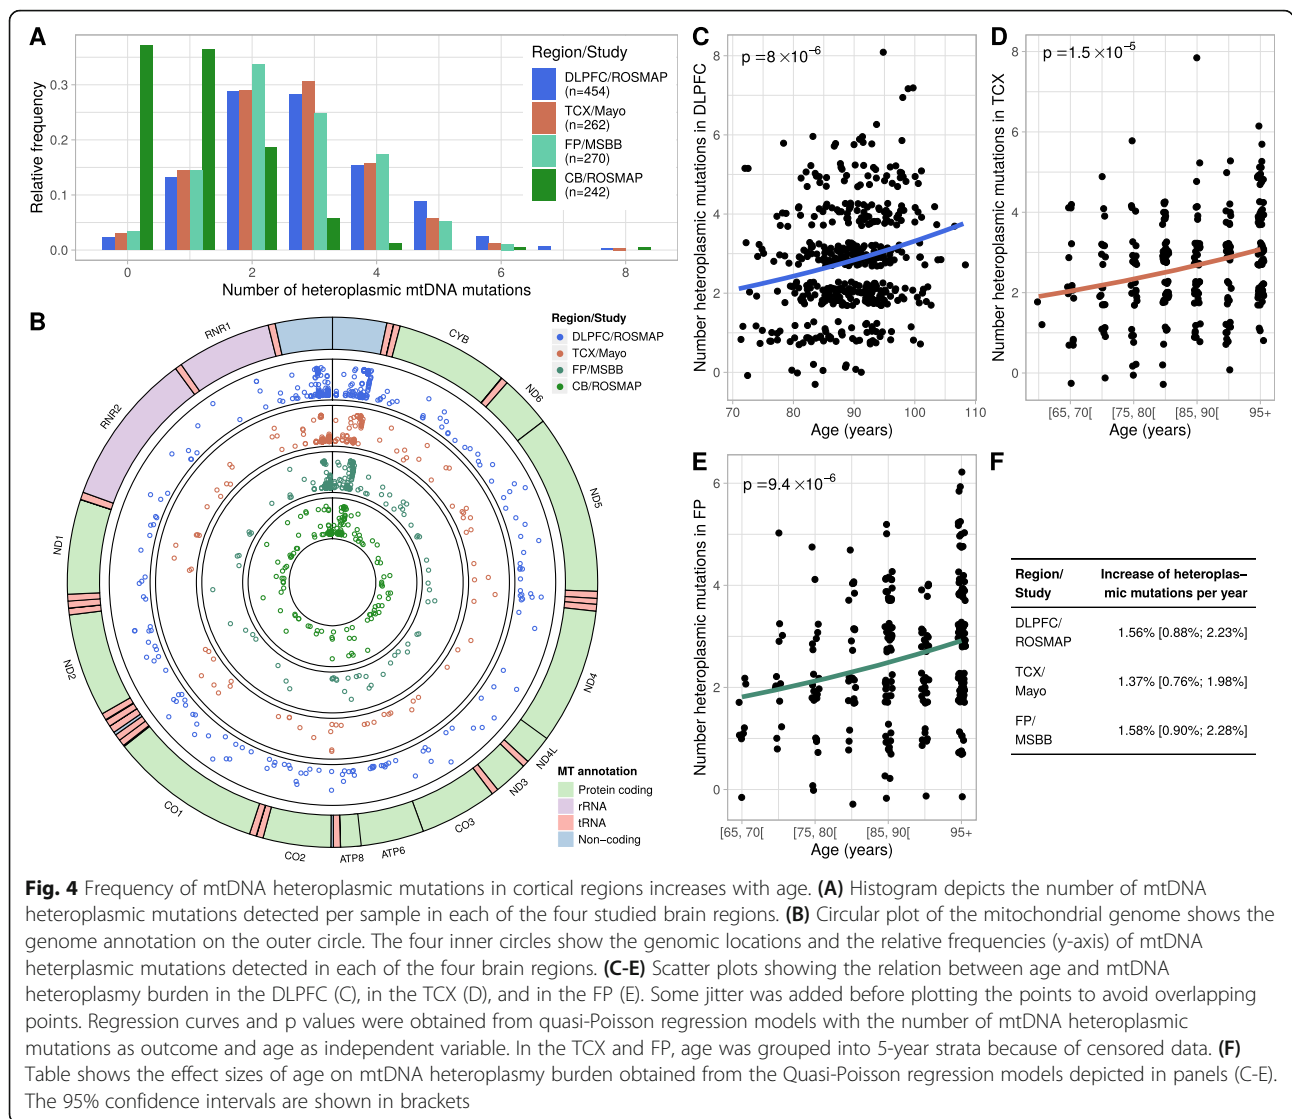 A
Relative frequency
0.3
0.2
0.1
0.0
0
2
4
6
8
Number of heteroplasmic mtDNA mutations
Region/Study
DLPFC/ROSMAP
(n=454)
TCX/Mayo
(n=262)
FP/MSBB
(n=270)
CB/ROSMAP
(n=242)
B
Region/Study
DLPFC/ROSMAP
TCX/Mayo
FP/MSBB
CB/ROSMAP
CYB
ND6
ND5
ND4
ND4L
ND3
CO3
ATP6
ATP8
CO2
CO1
ND2
ND1
RNR2
RNR1
MT annotation
Protein coding
rRNA
tRNA
Non−coding
C
p = 8 ×10⁻⁶
Number heteroplasmic mutations in DLPFC
8
6
4
2
0
70
80
90
100
110
Age (years)
D
p = 1.5 ×10⁻⁵
Number heteroplasmic mutations in TCX
8
6
4
2
0
[65, 70[
[75, 80[
[85, 90[
95+
Age (years)
E
p = 9.4 ×10⁻⁶
Number heteroplasmic mutations in FP
6
4
2
0
[65, 70[
[75, 80[
[85, 90[
95+
Age (years)
F
Region/ Increase of heteroplas−
Study mic mutations per year
DLPFC/
ROSMAP 1.56% [0.88%; 2.23%]
TCX/
Mayo 1.37% [0.76%; 1.98%]
FP/
MSBB 1.58% [0.90%; 2.28%]
Fig. 4 Frequency of mtDNA heteroplasmic mutations in cortical regions increases with age. (A) Histogram depicts the number of mtDNA
heteroplasmic mutations detected per sample in each of the four studied brain regions. (B) Circular plot of the mitochondrial genome shows the
genome annotation on the outer circle. The four inner circles show the genomic locations and the relative frequencies (y-axis) of mtDNA
heterplasmic mutations detected in each of the four brain regions. (C-E) Scatter plots showing the relation between age and mtDNA
heteroplasmy burden in the DLPFC (C), in the TCX (D), and in the FP (E). Some jitter was added before plotting the points to avoid overlapping
points. Regression curves and p values were obtained from quasi-Poisson regression models with the number of mtDNA heteroplasmic
mutations as outcome and age as independent variable. In the TCX and FP, age was grouped into 5-year strata because of censored data. (F)
Table shows the effect sizes of age on mtDNA heteroplasmy burden obtained from the Quasi-Poisson regression models depicted in panels (C-E).
The 95% confidence intervals are shown in brackets